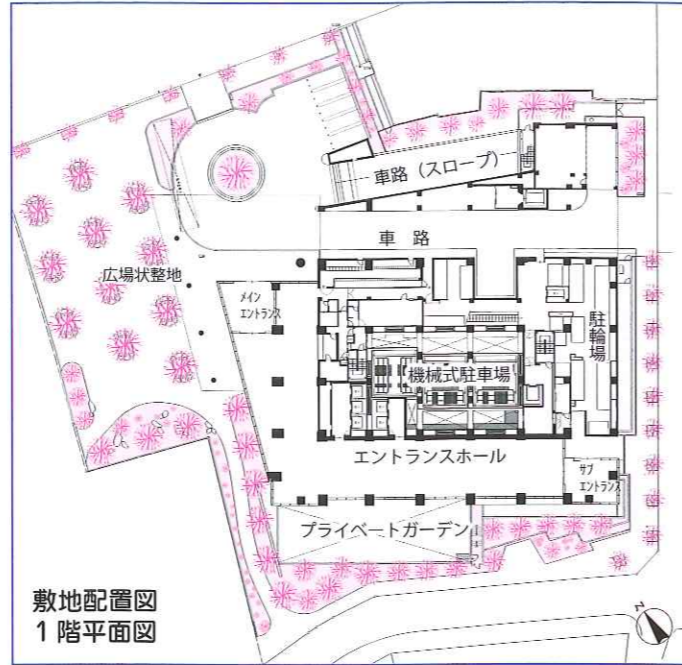 車路（スロープ）
車路
広場状整地
メイン
エントランス
駐輪場
機械式駐車場
エントランスホール
サブ
エントランス
プライベートガーデン
敷地配置図
1階平面図
N